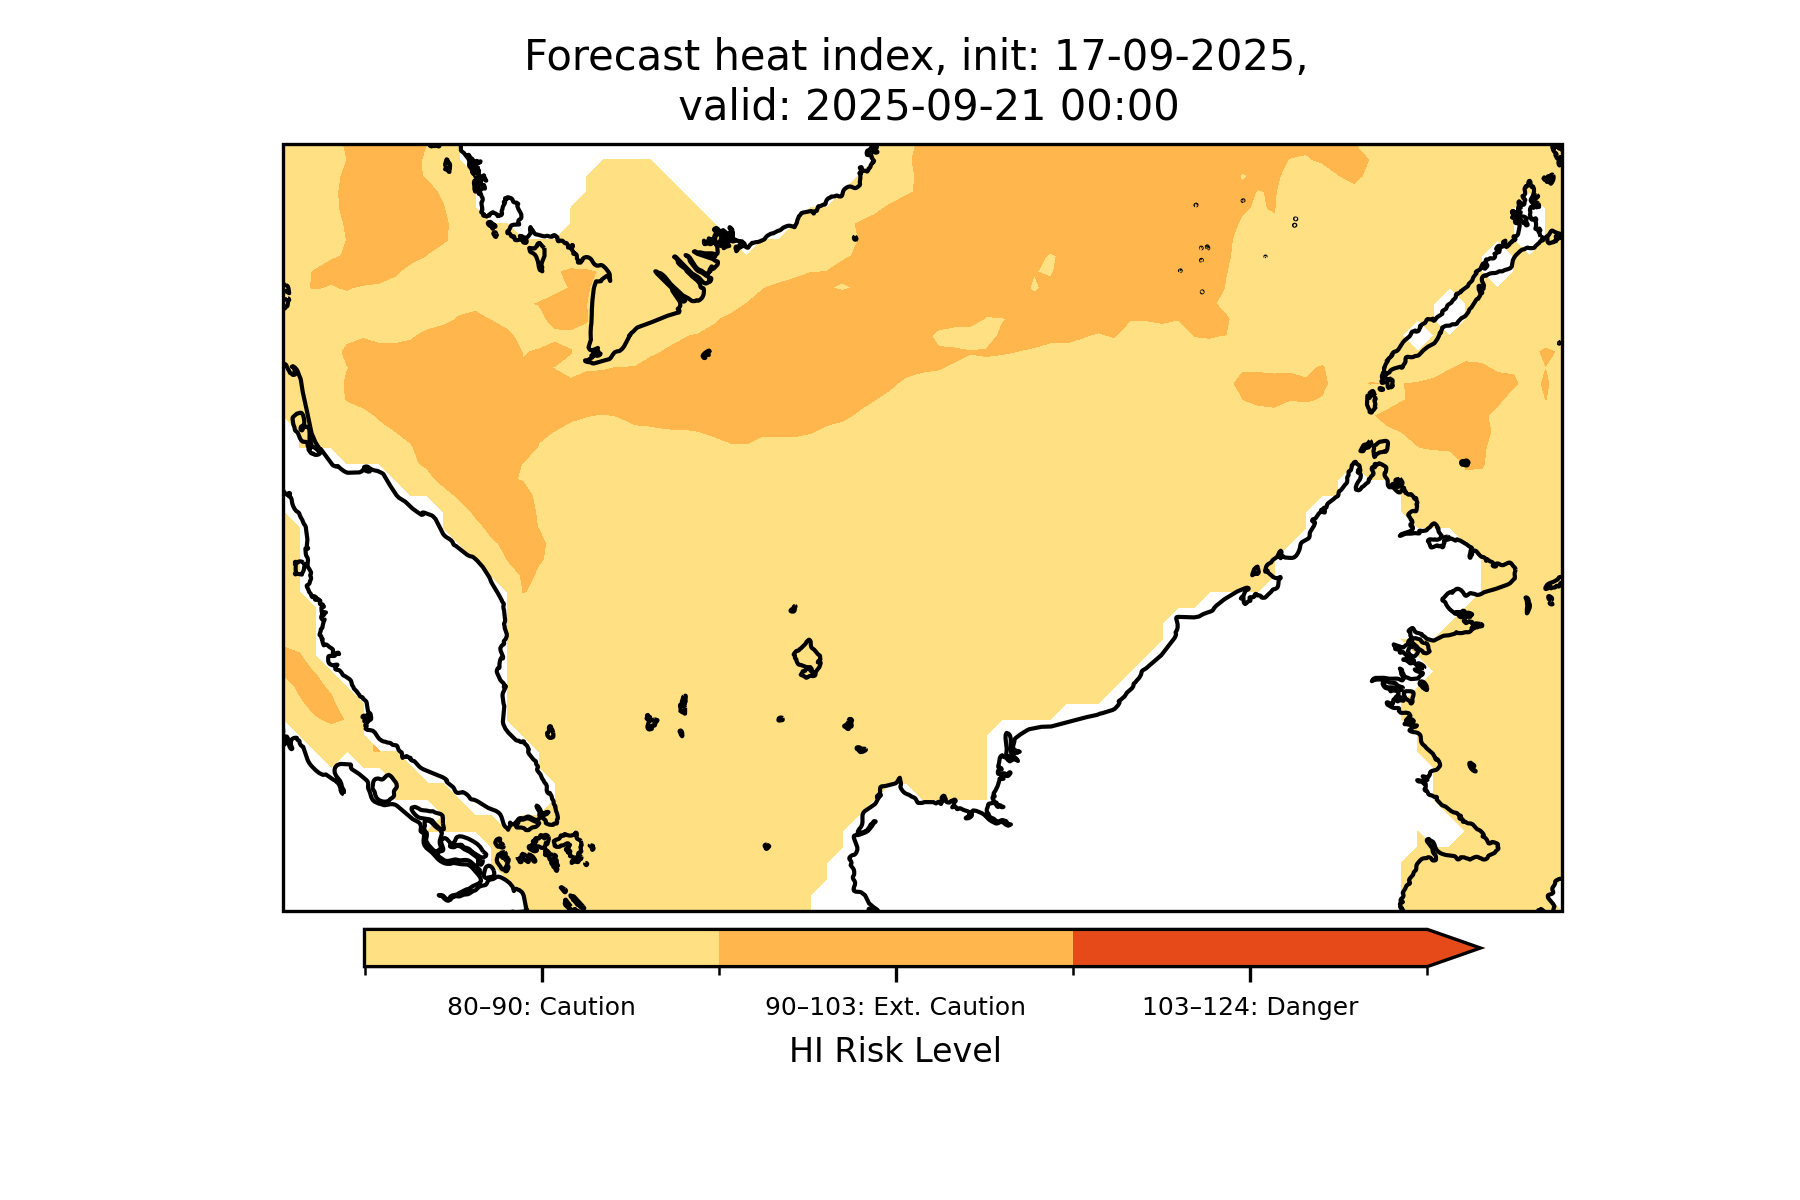 Forecast heat index, init: 17-09-2025,
valid: 2025-09-21 00:00
80–90: Caution
90–103: Ext. Caution
103–124: Danger
HI Risk Level